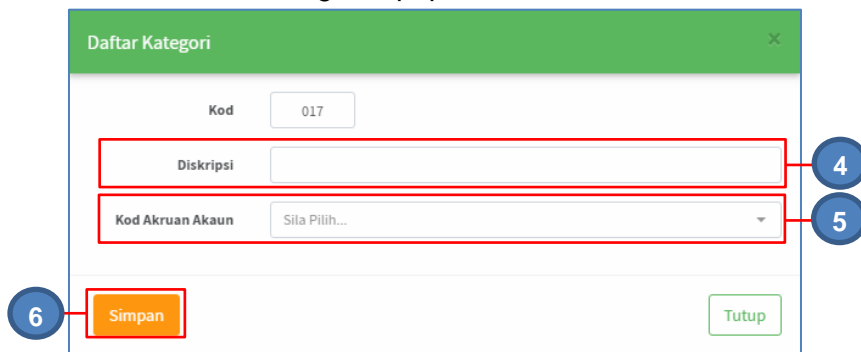 Daftar Kategori ×
Kod 017
Diskripsi 4
Kod Akruan Akaun Sila Pilih... 5
6 Simpan Tutup